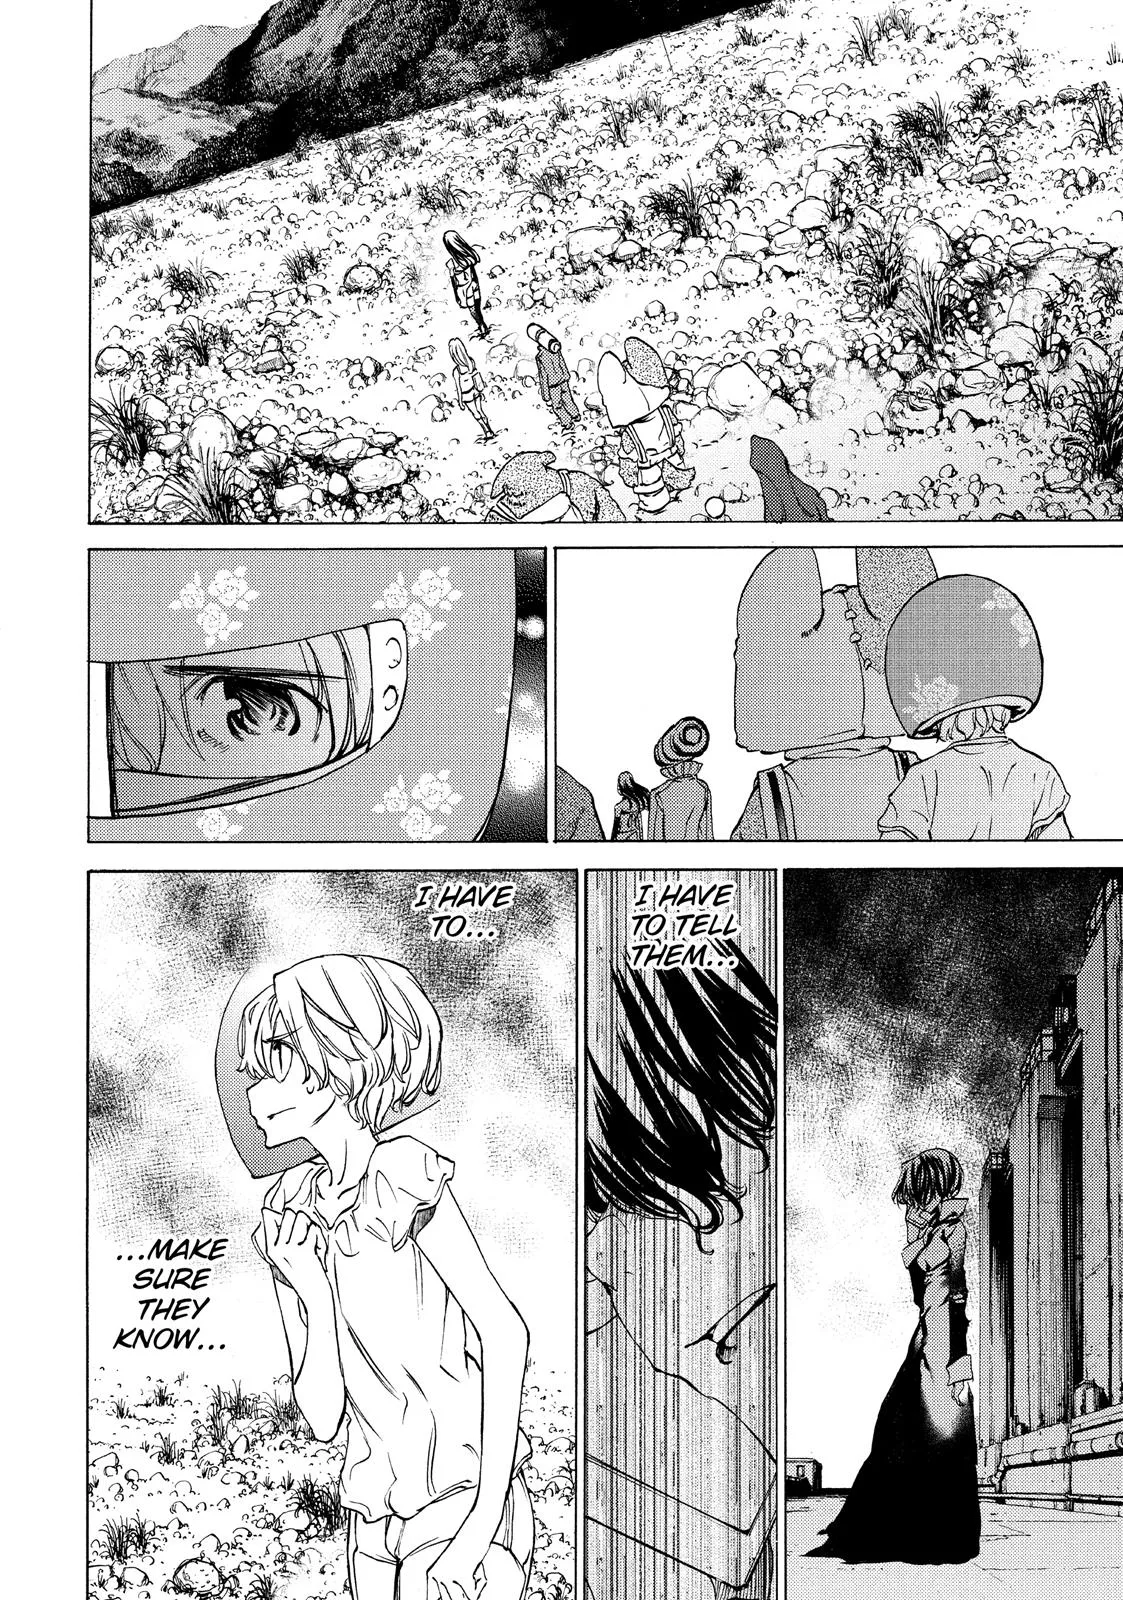 I HAVE
TO TELL
THEM...
I HAVE
TO...
...MAKE
SURE
THEY
KNOW...